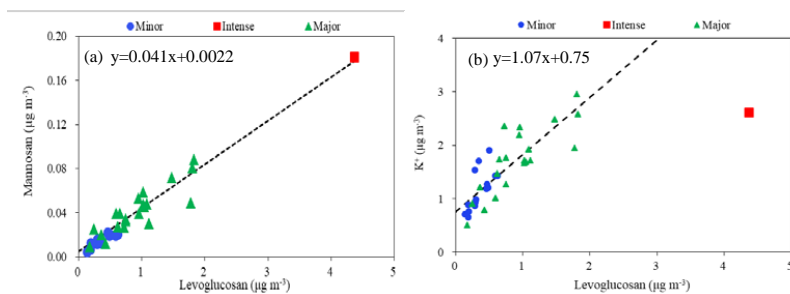 Minor Intense Major
(a) y=0.041x+0.0022
Mannosan (μg m⁻³)
0.20
0.16
0.12
0.08
0.04
0.00
0 1 2 3 4 5
Levoglucosan (μg m⁻³)
Minor Intense Major
(b) y=1.07x+0.75
K⁺ (μg m⁻³)
4
3
2
1
0
0 1 2 3 4 5
Levoglucosan (μg m⁻³)